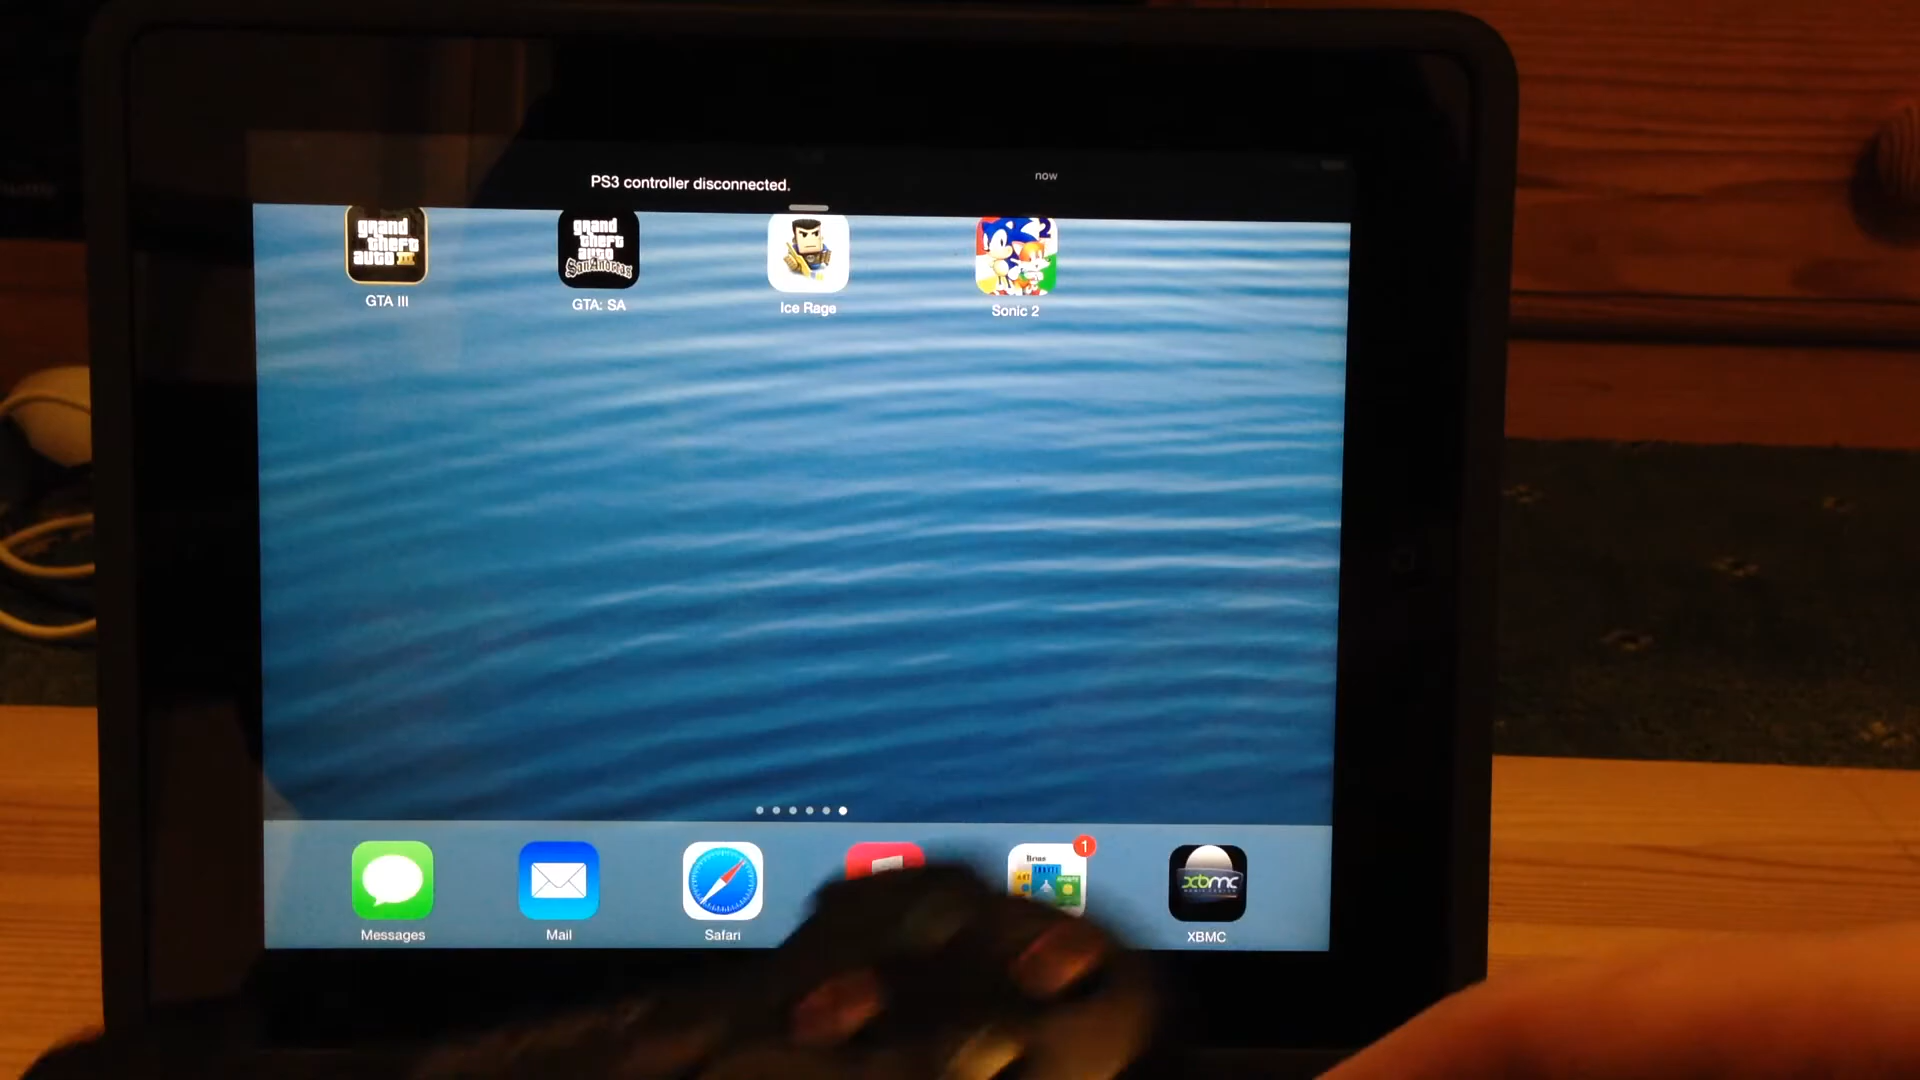 PS3 controller disconnected.
now
grand theft auto III
grand theft auto San Andreas
2
GTA III
GTA: SA
Ice Rage
Sonic 2
1
xbmc
Messages
Mail
Safari
XBMC